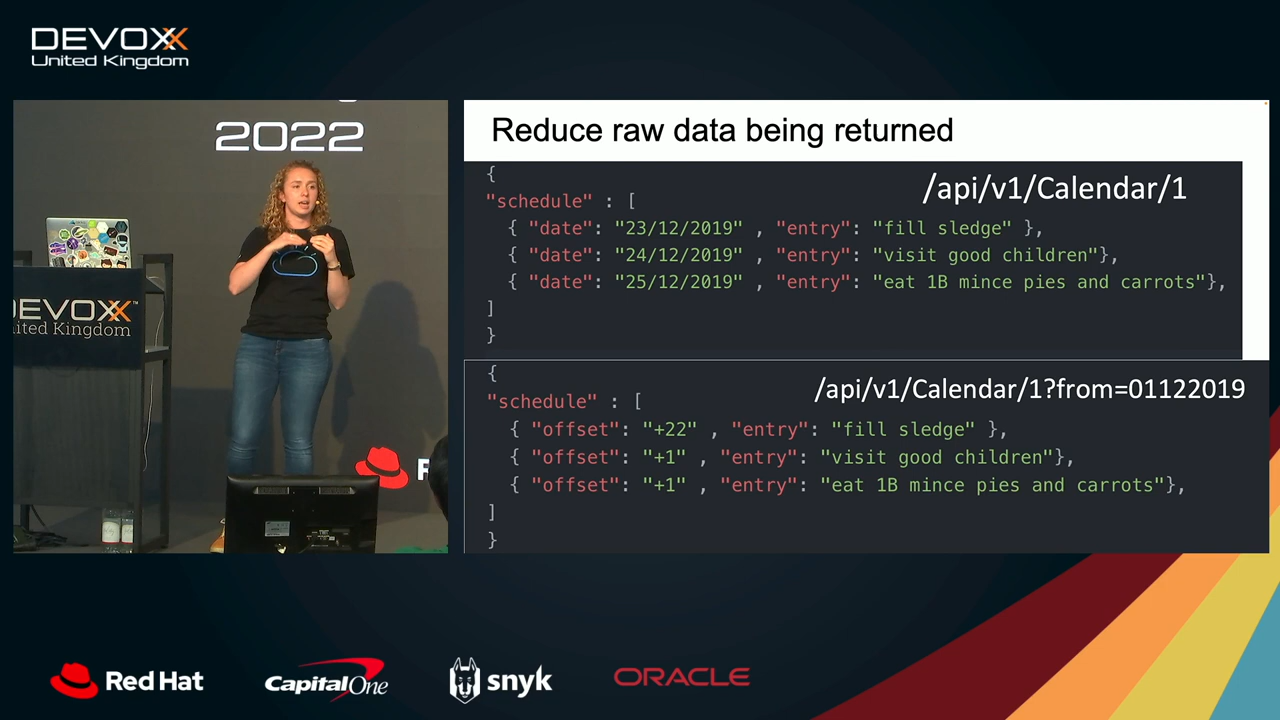 DEVOXX
United Kingdom
2022
DEVOXX™
United Kingdom
Reduce raw data being returned
/api/v1/Calendar/1
{
"schedule" : [
{ "date": "23/12/2019" , "entry": "fill sledge" },
{ "date": "24/12/2019" , "entry": "visit good children"},
{ "date": "25/12/2019" , "entry": "eat 1B mince pies and carrots"},
]
}
/api/v1/Calendar/1?from=01122019
{
"schedule" : [
{ "offset": "+22" , "entry": "fill sledge" },
{ "offset": "+1" , "entry": "visit good children"},
{ "offset": "+1" , "entry": "eat 1B mince pies and carrots"},
]
}
Red Hat
CapitalOne
snyk
ORACLE